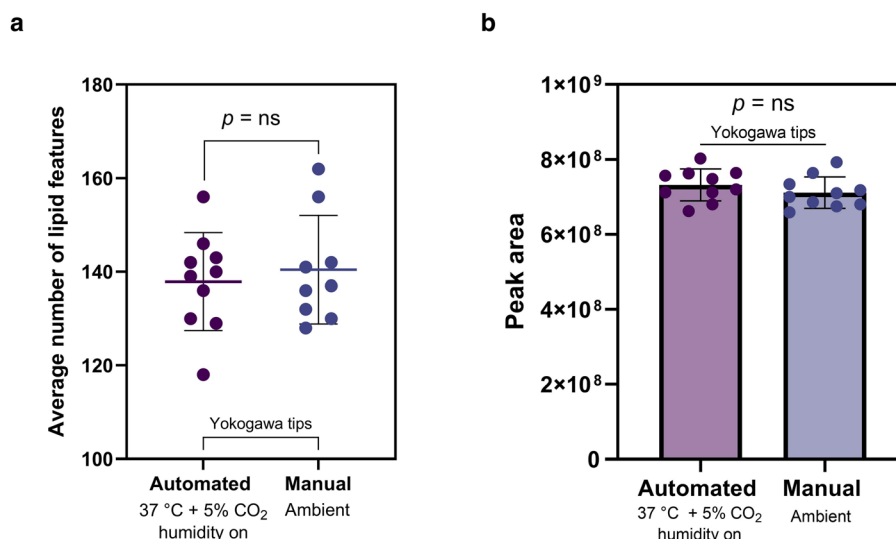 a
Average number of lipid features
180
160
140
120
100
p = ns
Yokogawa tips
Automated
37 °C + 5% CO₂
humidity on
Manual
Ambient
b
Peak area
1×10⁹
8×10⁸
6×10⁸
4×10⁸
2×10⁸
0
p = ns
Yokogawa tips
Automated
37 °C + 5% CO₂
humidity on
Manual
Ambient